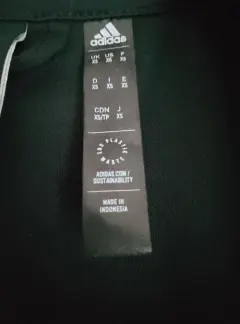 adidas
UK US F
XS XS XS
D I E
XS XS XS
CDN J
XS/TP XS
END PLASTIC WASTE
ADIDAS.COM/
SUSTAINABILITY
MADE IN
INDONESIA